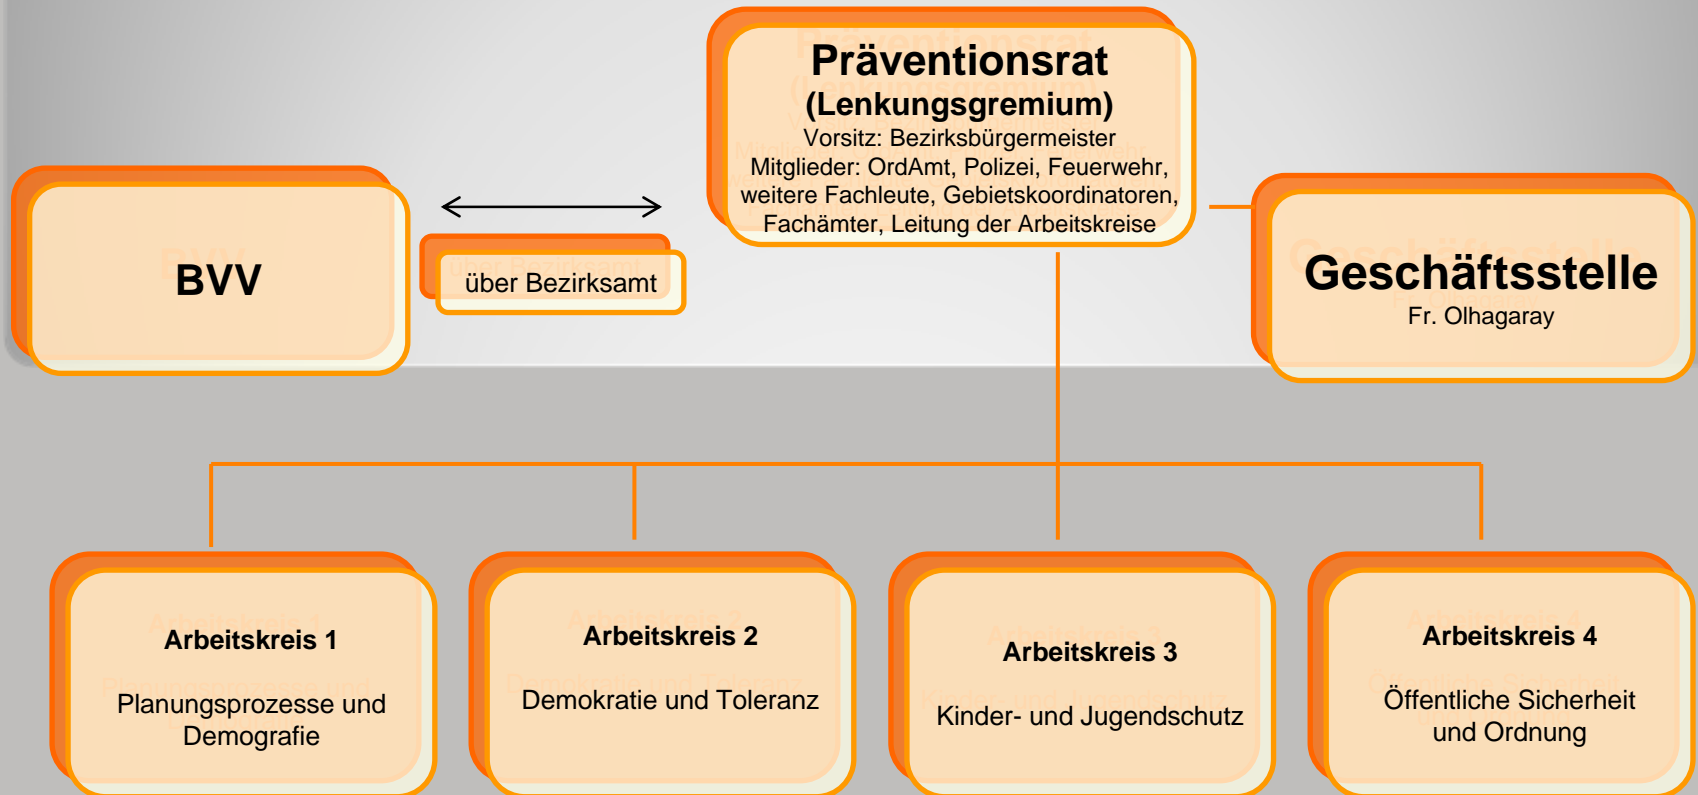 Präventionsrat
(Lenkungsgremium)
Vorsitz: Bezirksbürgermeister
Mitglieder: OrdAmt, Polizei, Feuerwehr,
weitere Fachleute, Gebietskoordinatoren,
Fachämter, Leitung der Arbeitskreise
BVV
über Bezirksamt
Geschäftsstelle
Fr. Olhagaray
Arbeitskreis 1
Planungsprozesse und
Demografie
Arbeitskreis 2
Demokratie und Toleranz
Arbeitskreis 3
Kinder- und Jugendschutz
Arbeitskreis 4
Öffentliche Sicherheit
und Ordnung